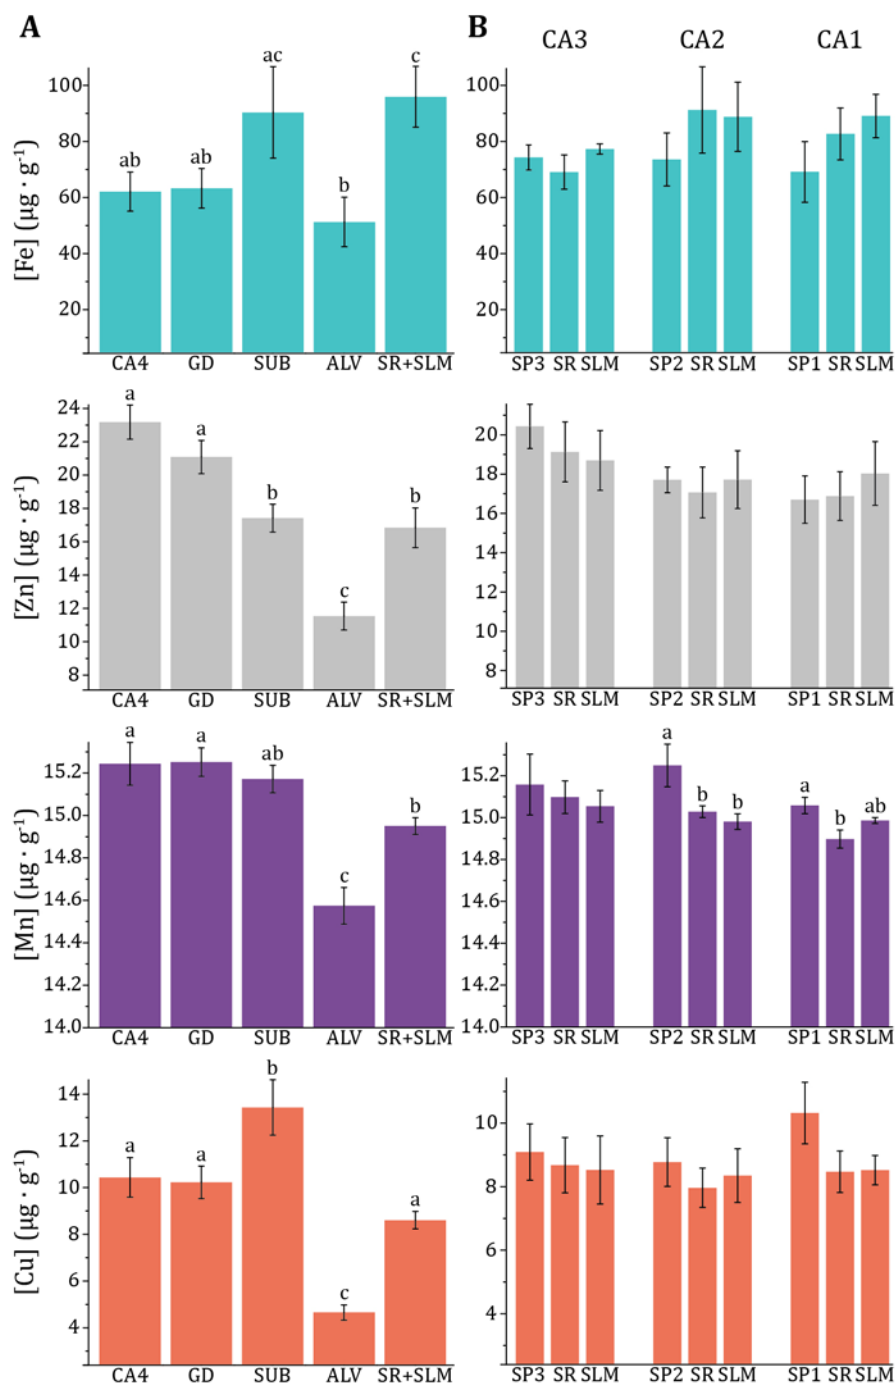 A
B
CA3 CA2 CA1
[Fe] (µg · g⁻¹)
100
80
60
40
20
ab ab ac b c
CA4 GD SUB ALV SR+SLM
100
80
60
40
20
SP3 SR SLM SP2 SR SLM SP1 SR SLM
[Zn] (µg · g⁻¹)
24
22
20
18
16
14
12
10
8
a a b c b
CA4 GD SUB ALV SR+SLM
20
18
16
14
12
10
8
SP3 SR SLM SP2 SR SLM SP1 SR SLM
[Mn] (µg · g⁻¹)
15.2
15.0
14.8
14.6
14.4
14.2
14.0
a a ab c b
CA4 GD SUB ALV SR+SLM
15.2
15.0
14.8
14.6
14.4
14.2
14.0
a b b a b ab
SP3 SR SLM SP2 SR SLM SP1 SR SLM
[Cu] (µg · g⁻¹)
14
12
10
8
6
4
a a b c a
CA4 GD SUB ALV SR+SLM
10
8
6
4
SP3 SR SLM SP2 SR SLM SP1 SR SLM